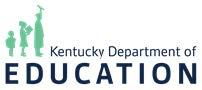 Kentucky Department of
EDUCATION